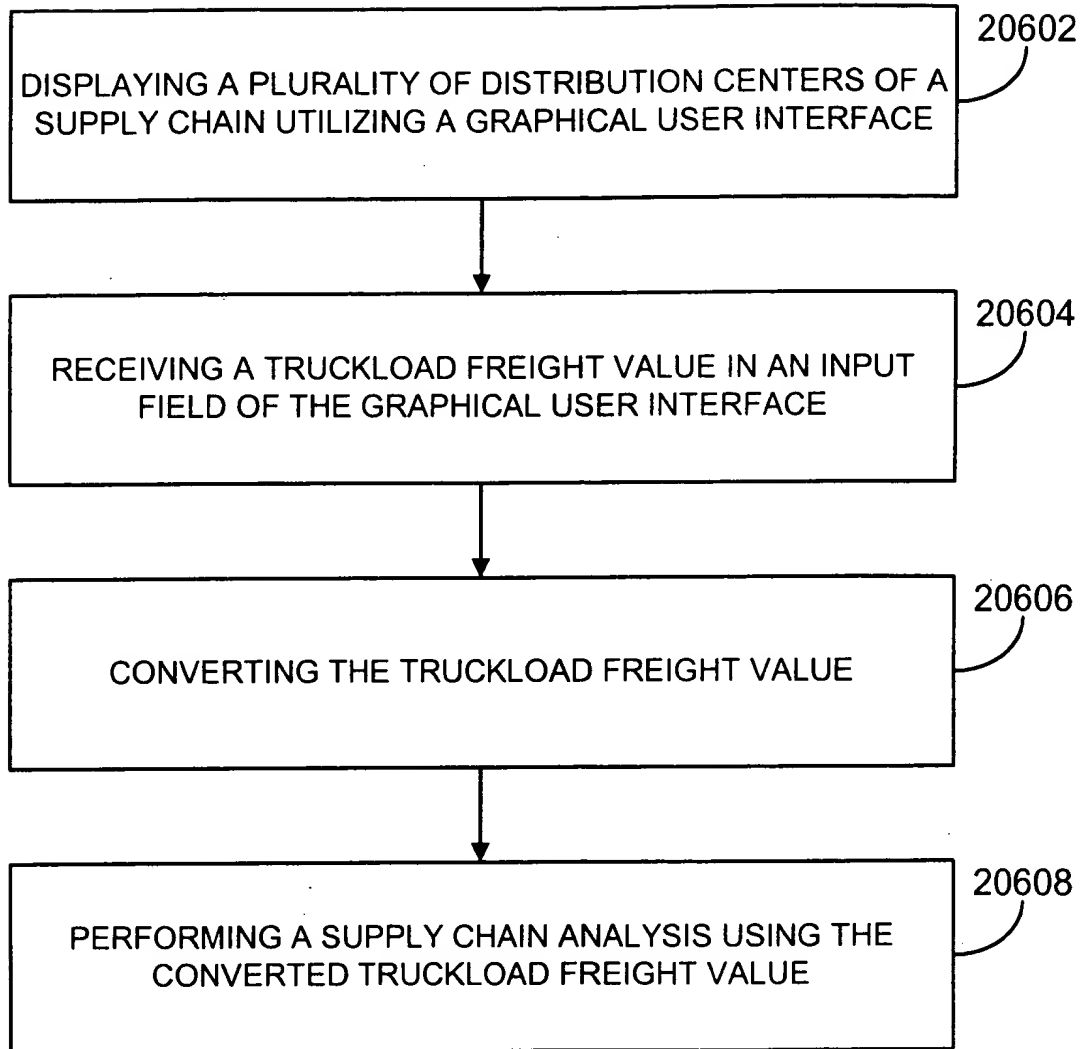 20602
DISPLAYING A PLURALITY OF DISTRIBUTION CENTERS OF A
SUPPLY CHAIN UTILIZING A GRAPHICAL USER INTERFACE
20604
RECEIVING A TRUCKLOAD FREIGHT VALUE IN AN INPUT
FIELD OF THE GRAPHICAL USER INTERFACE
20606
CONVERTING THE TRUCKLOAD FREIGHT VALUE
20608
PERFORMING A SUPPLY CHAIN ANALYSIS USING THE
CONVERTED TRUCKLOAD FREIGHT VALUE